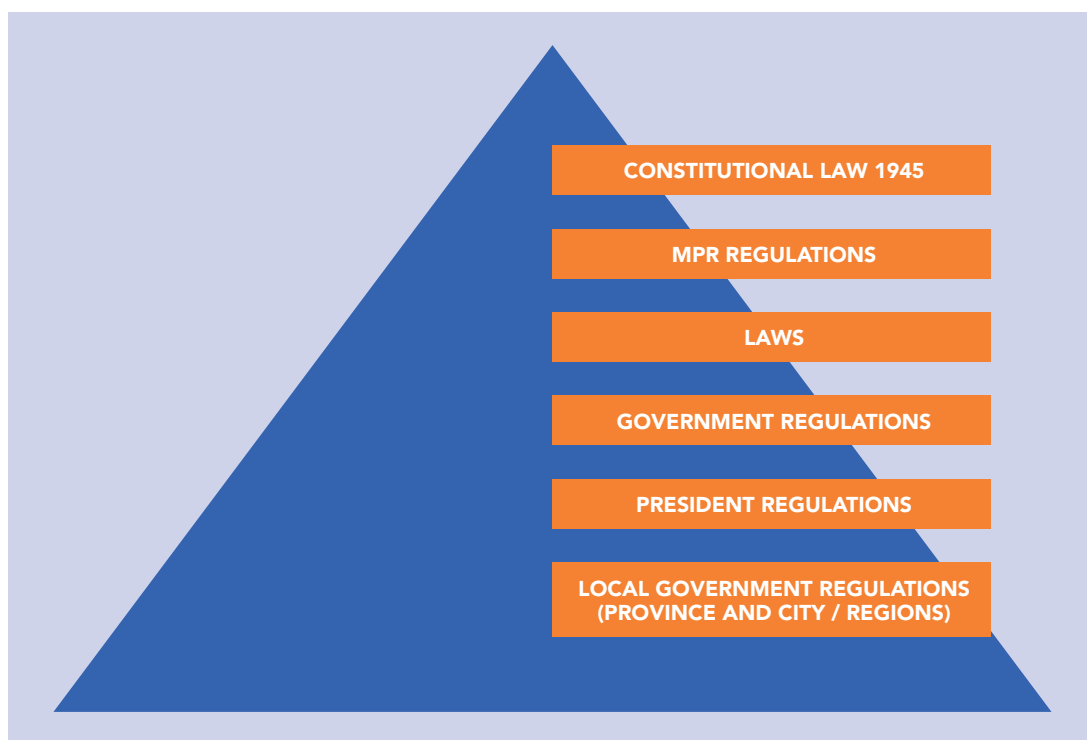 CONSTITUTIONAL LAW 1945
MPR REGULATIONS
LAWS
GOVERNMENT REGULATIONS
PRESIDENT REGULATIONS
LOCAL GOVERNMENT REGULATIONS
(PROVINCE AND CITY / REGIONS)